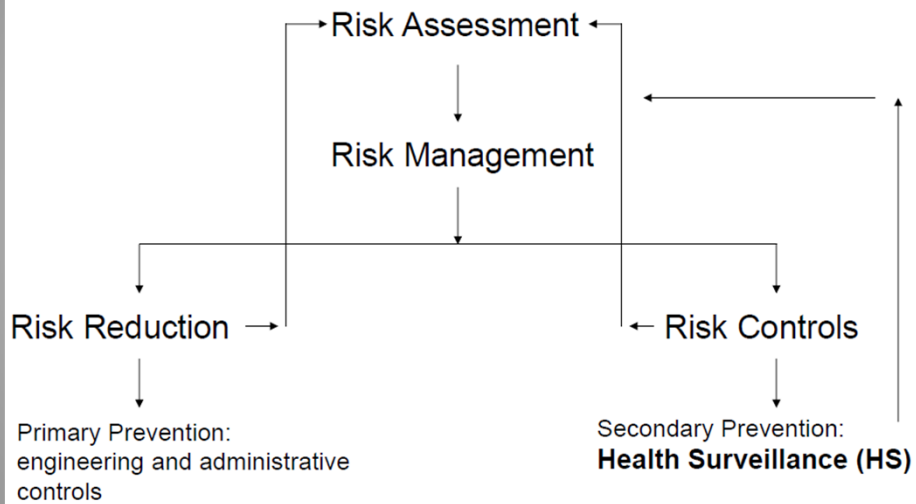 Risk Assessment
Risk Management
Risk Reduction
Risk Controls
Primary Prevention:
engineering and administrative
controls
Secondary Prevention:
Health Surveillance (HS)